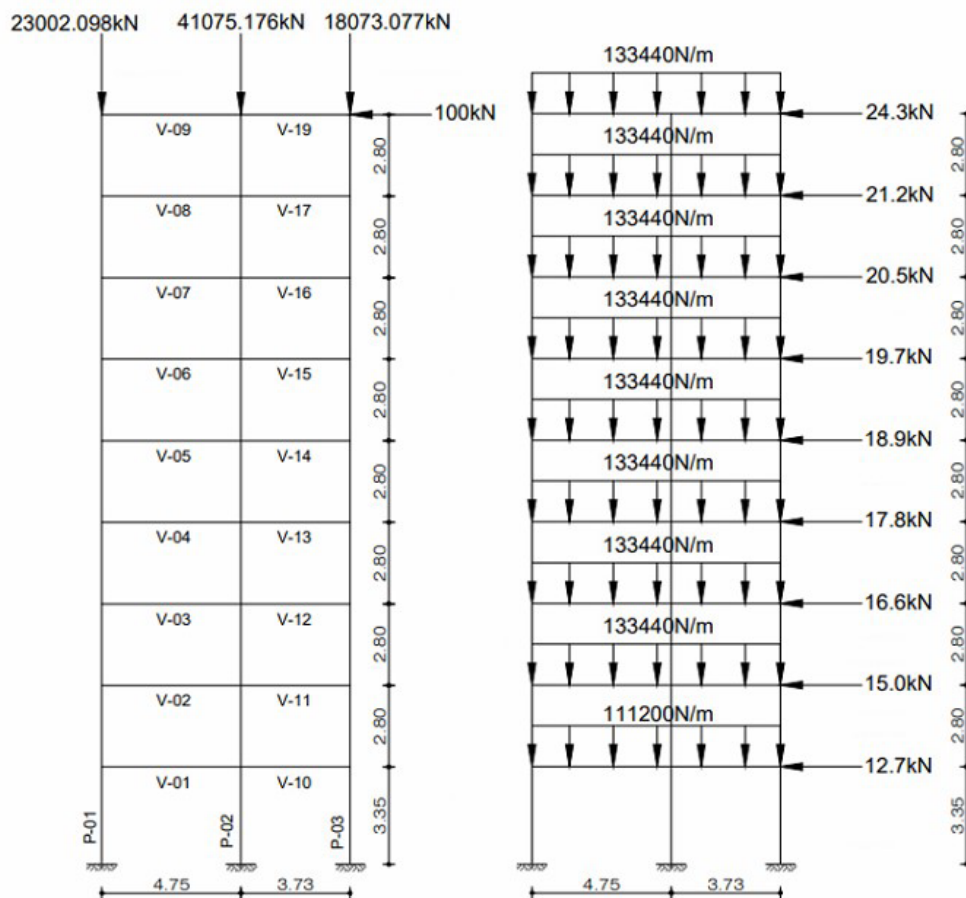 23002.098kN 41075.176kN 18073.077kN
100kN
V-09 V-19
2.80
V-08 V-17
2.80
V-07 V-16
2.80
V-06 V-15
2.80
V-05 V-14
2.80
V-04 V-13
2.80
V-03 V-12
2.80
V-02 V-11
2.80
V-01 V-10
3.35
P-01 P-02 P-03
4.75 3.73
133440N/m
24.3kN
2.80
133440N/m
21.2kN
2.80
133440N/m
20.5kN
2.80
133440N/m
19.7kN
2.80
133440N/m
18.9kN
2.80
133440N/m
17.8kN
2.80
133440N/m
16.6kN
2.80
133440N/m
15.0kN
2.80
111200N/m
12.7kN
3.35
4.75 3.73